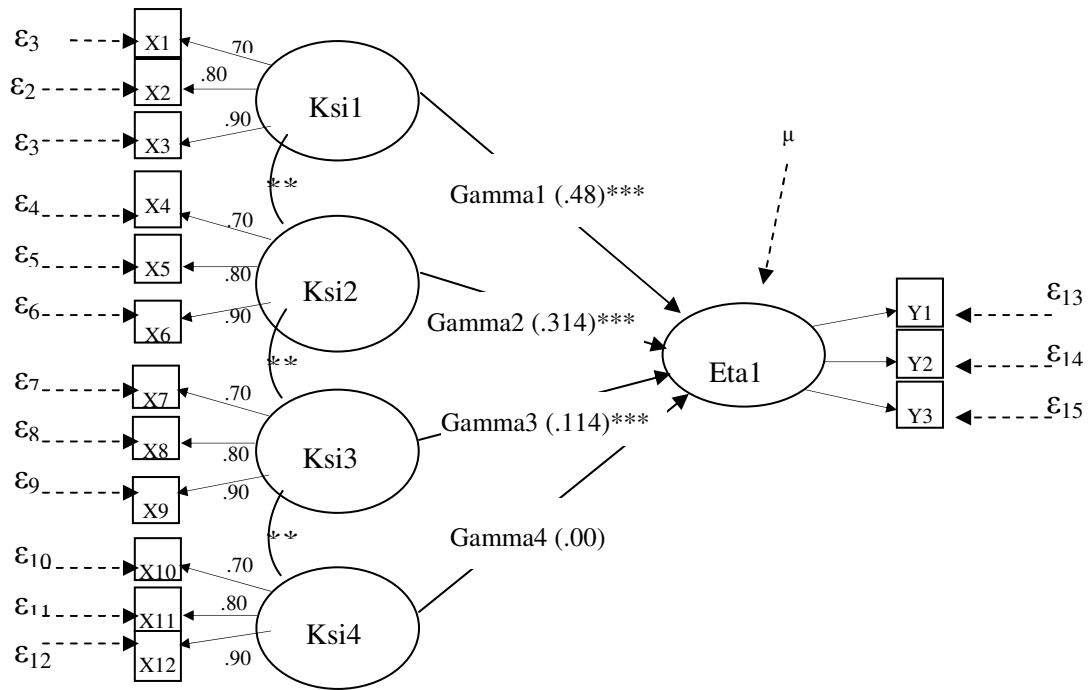 ε3
X1
.70
ε2
X2
.80
ε3
X3
.90
Ksi1
**
μ
Gamma1 (.48)***
ε4
X4
.70
ε5
X5
.80
ε6
X6
.90
Ksi2
**
Gamma2 (.314)***
ε7
X7
.70
ε8
X8
.80
ε9
X9
.90
Ksi3
**
Gamma3 (.114)***
Eta1
Y1
ε13
Y2
ε14
Y3
ε15
Gamma4 (.00)
ε10
X10
.70
ε11
X11
.80
ε12
X12
.90
Ksi4